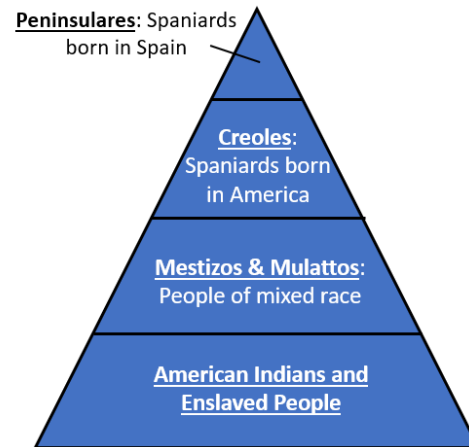 Peninsulares: Spaniards
born in Spain
Creoles:
Spaniards born
in America
Mestizos & Mulattos:
People of mixed race
American Indians and
Enslaved People